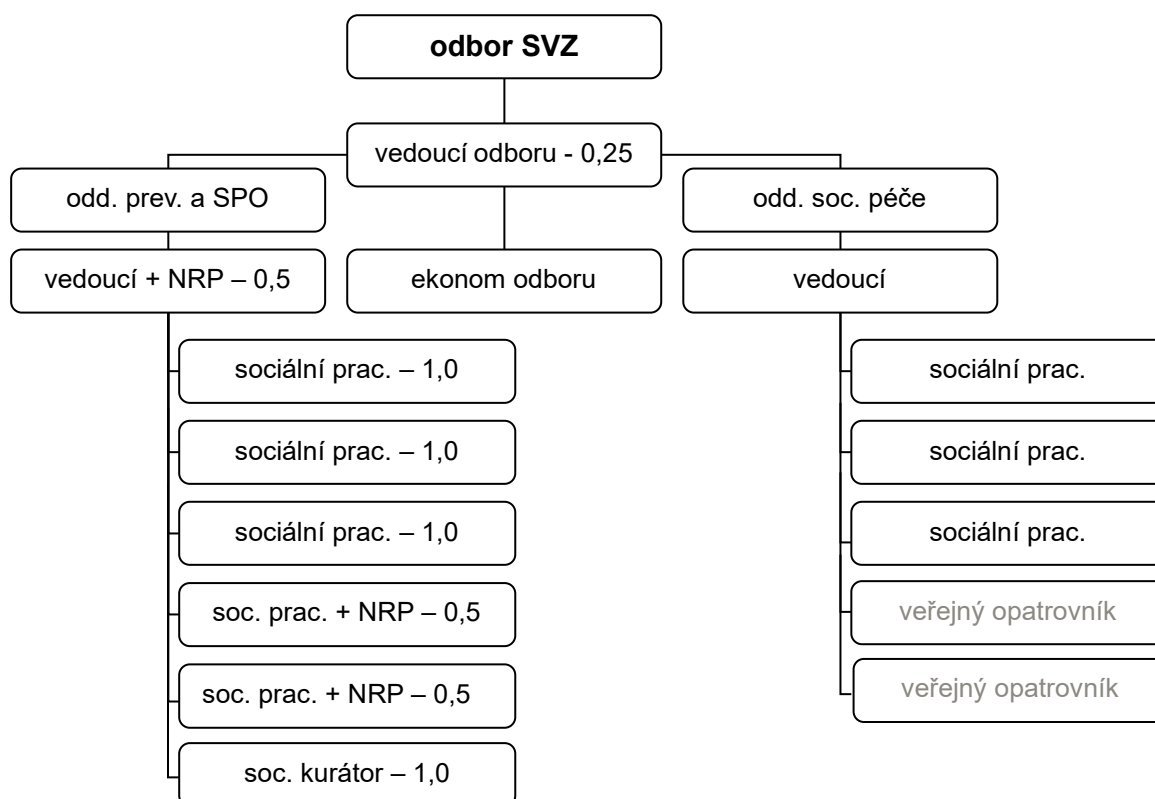 odbor SVZ
vedoucí odboru - 0,25
odd. prev. a SPO
odd. soc. péče
vedoucí + NRP – 0,5
ekonom odboru
vedoucí
sociální prac. – 1,0
sociální prac.
sociální prac. – 1,0
sociální prac.
sociální prac. – 1,0
sociální prac.
soc. prac. + NRP – 0,5
veřejný opatrovník
soc. prac. + NRP – 0,5
veřejný opatrovník
soc. kurátor – 1,0